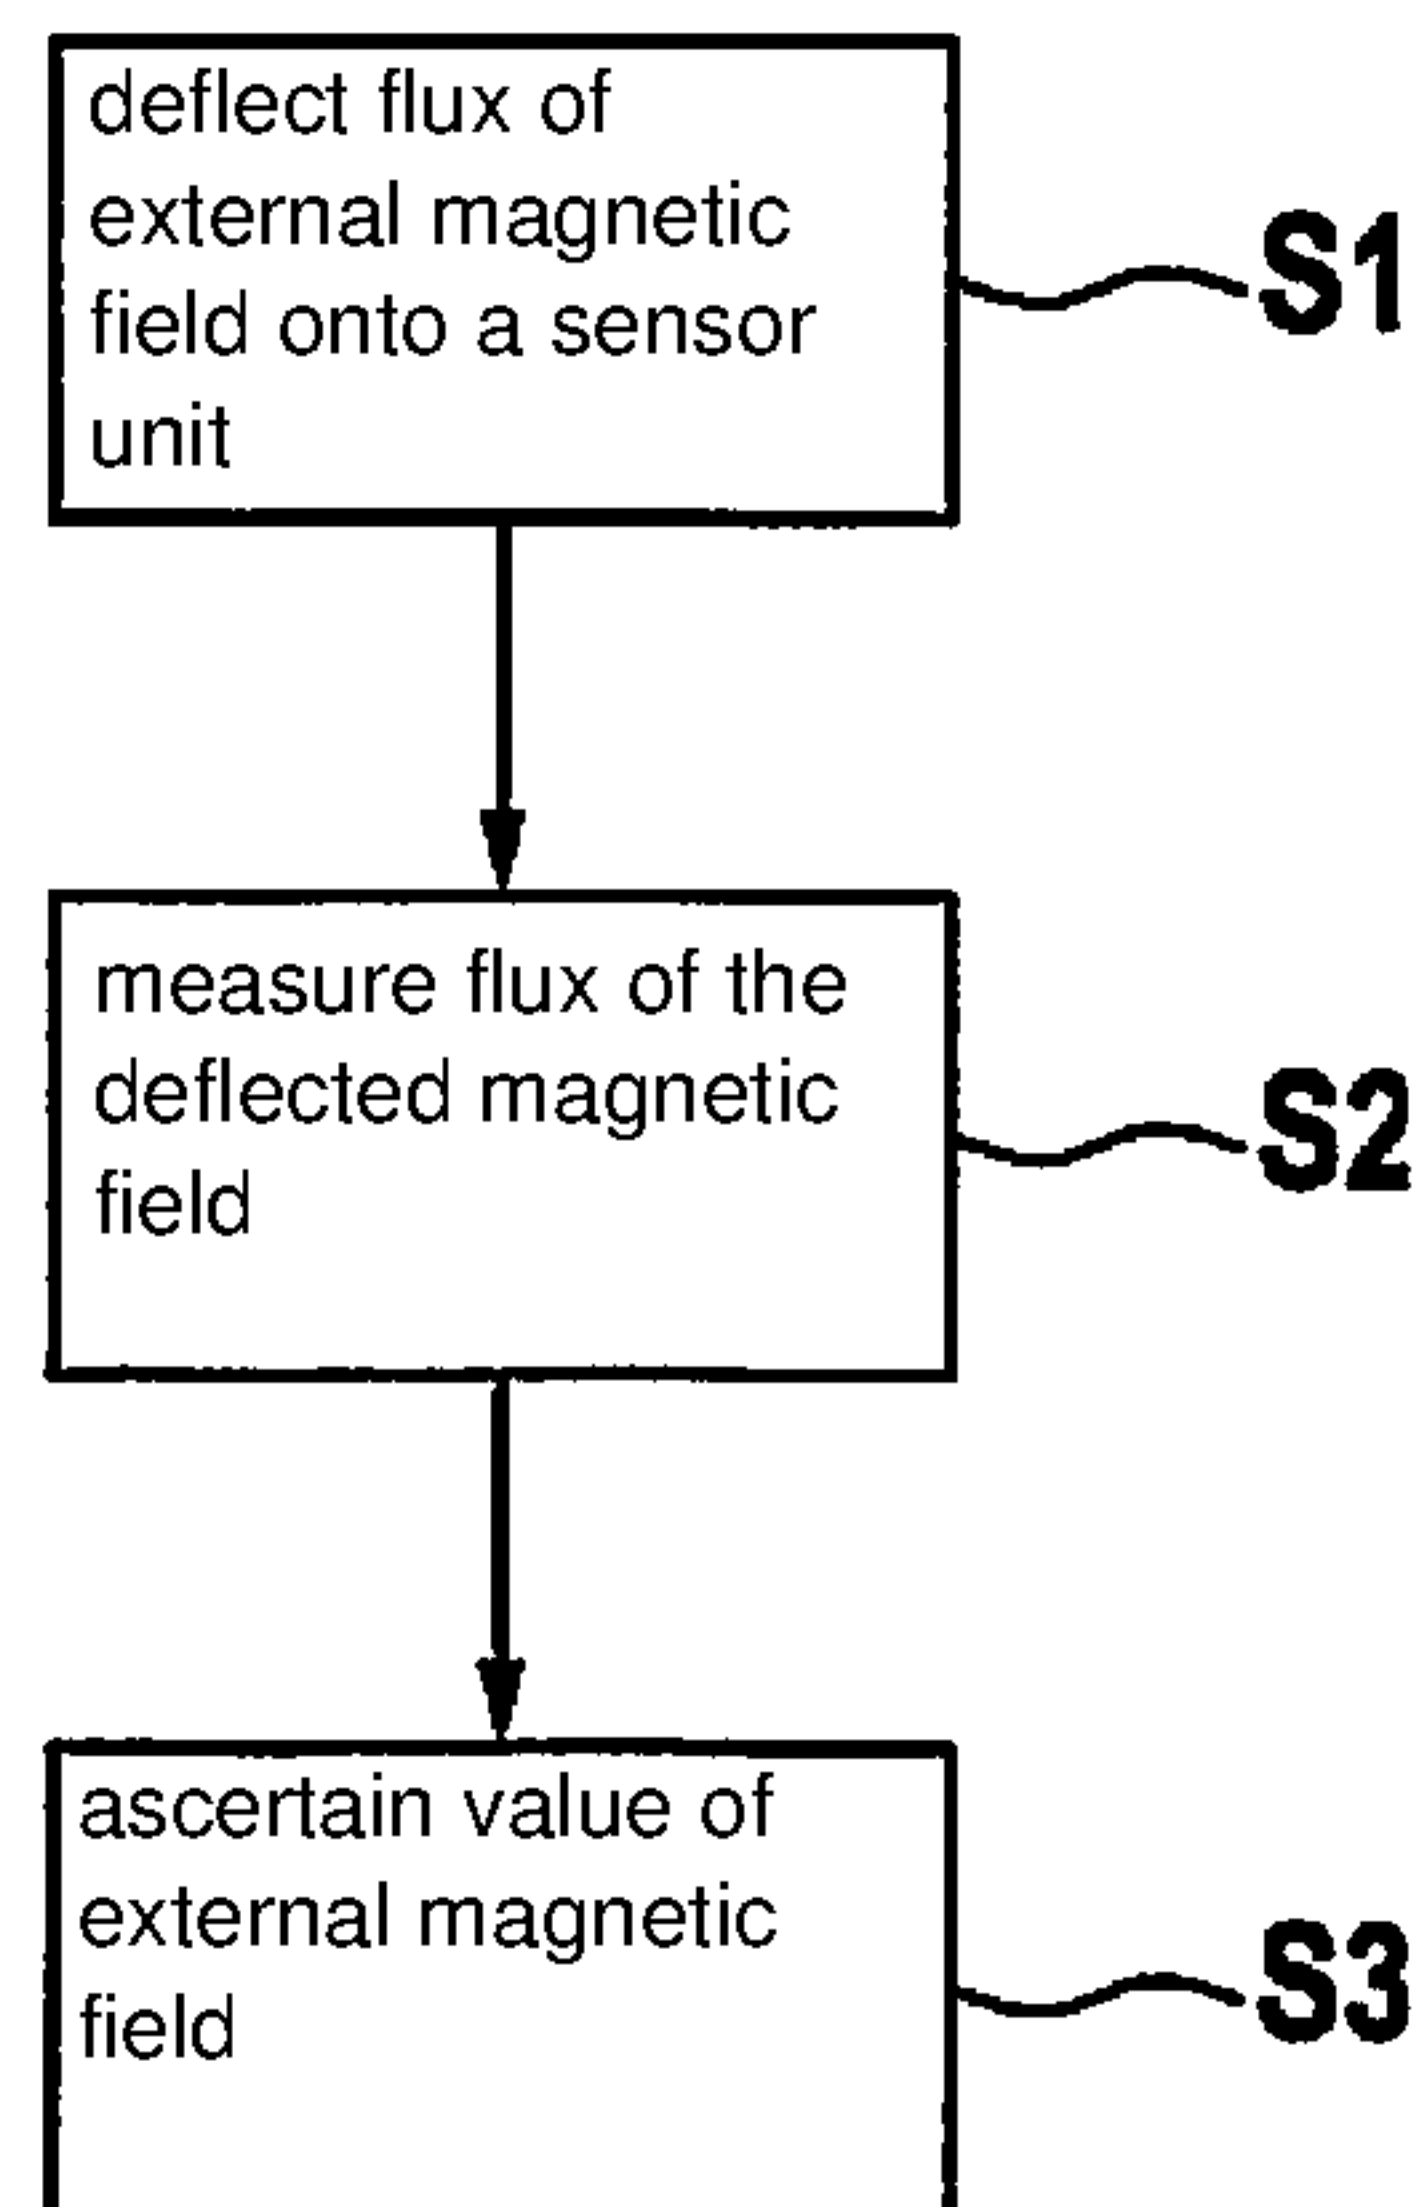 deflect flux of
external magnetic
field onto a sensor
unit
S1
measure flux of the
deflected magnetic
field
S2
ascertain value of
external magnetic
field
S3